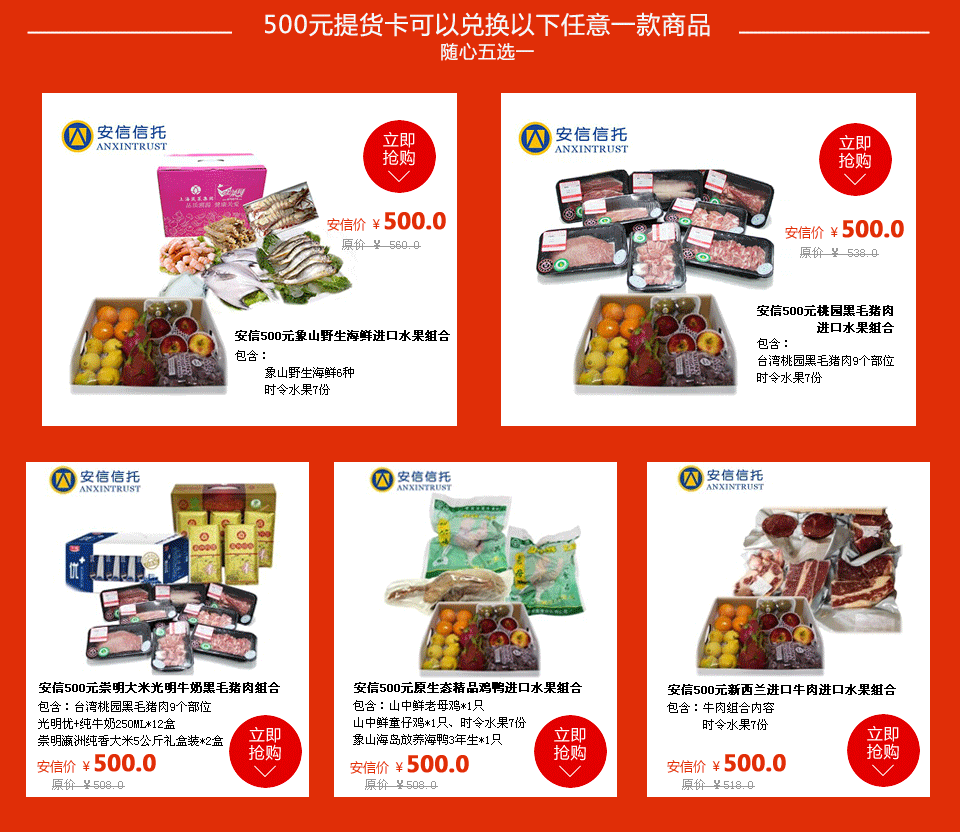 500元提货卡可以兑换以下任意一款商品
随心五选一
安信信托
ANXINTRUST
立即
抢购
安信价 ¥500.0
原价 ¥ 560.0
安信500元象山野生海鲜进口水果组合
包含：
象山野生海鲜6种
时令水果7份
安信信托
ANXINTRUST
立即
抢购
安信价 ¥500.0
原价 ¥ 538.0
安信500元桃园黑毛猪肉
进口水果组合
包含：
台湾桃园黑毛猪肉9个部位
时令水果7份
安信信托
ANXINTRUST
安信500元崇明大米光明牛奶黑毛猪肉组合
包含：台湾桃园黑毛猪肉9个部位
光明优+纯牛奶250ML*12盒
崇明瀛洲纯香大米5公斤礼盒装*2盒
安信价 ¥500.0
原价 ¥508.0
立即
抢购
安信信托
ANXINTRUST
安信500元原生态精品鸡鸭进口水果组合
包含：山中鲜老母鸡*1只
山中鲜童仔鸡*1只、时令水果7份
象山海岛放养海鸭3年生*1只
安信价 ¥500.0
原价 ¥508.0
立即
抢购
安信信托
ANXINTRUST
安信500元新西兰进口牛肉进口水果组合
包含：牛肉组合内容
时令水果7份
安信价 ¥500.0
原价 ¥518.0
立即
抢购